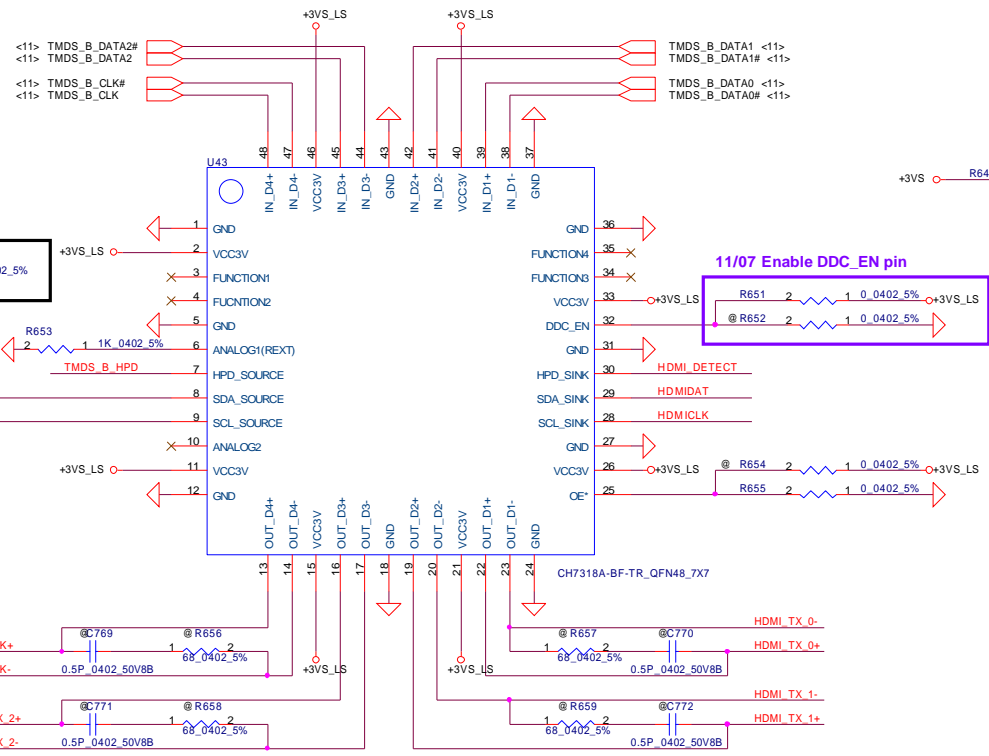 +3VS_LS
+3VS_LS
<11> TMDS_B_DATA2#
<11> TMDS_B_DATA2
TMDS_B_DATA1 <11>
TMDS_B_DATA1# <11>
<11> TMDS_B_CLK#
<11> TMDS_B_CLK
TMDS_B_DATA0 <11>
TMDS_B_DATA0# <11>
48 47 46 45 44 43 42 41 40 39 38 37
U43
IN_D4+ IN_D4- VCC3V IN_D3+ IN_D3- GND IN_D2+ IN_D2- VCC3V IN_D1+ IN_D1- GND
+3VS R64
1 GND
GND 36
+3VS_LS 2 VCC3V
FUNCTION4 35
02_5%
3 FUNCTION1
FUNCTION3 34
11/07 Enable DDC_EN pin
4 FUCNTION2
VCC3V 33 +3VS_LS
R651 2 1 0_0402_5% +3VS_LS
5 GND
DDC_EN 32
@ R652 2 1 0_0402_5%
R653
2 1 1K_0402_5% 6 ANALOG1(REXT)
GND 31
TMDS_B_HPD 7 HPD_SOURCE
HPD_SINK 30 HDMI_DETECT
8 SDA_SOURCE
SDA_SINK 29 HDMIDAT
9 SCL_SOURCE
SCL_SINK 28 HDMICLK
10 ANALOG2
GND 27
+3VS_LS 11 VCC3V
VCC3V 26 +3VS_LS
@ R654 2 1 0_0402_5% +3VS_LS
12 GND
OE* 25
R655 2 1 0_0402_5%
OUT_D4+ OUT_D4- VCC3V OUT_D3+ OUT_D3- GND OUT_D2+ OUT_D2- VCC3V OUT_D1+ OUT_D1- GND
13 14 15 16 17 18 19 20 21 22 23 24
CH7318A-BF-TR_QFN48_7X7
HDMI_TX_0-
@C769 @ R656
@ R657 @C770
K+ 1 2
1 2 HDMI_TX_0+
68_0402_5%
68_0402_5%
K- 0.5P_0402_50V8B
+3VS_LS
+3VS_LS
0.5P_0402_50V8B
HDMI_TX_1-
@C771 @ R658
@ R659 @C772
X_2+ 1 2
1 2 HDMI_TX_1+
68_0402_5%
68_0402_5%
X_2- 0.5P_0402_50V8B
0.5P_0402_50V8B